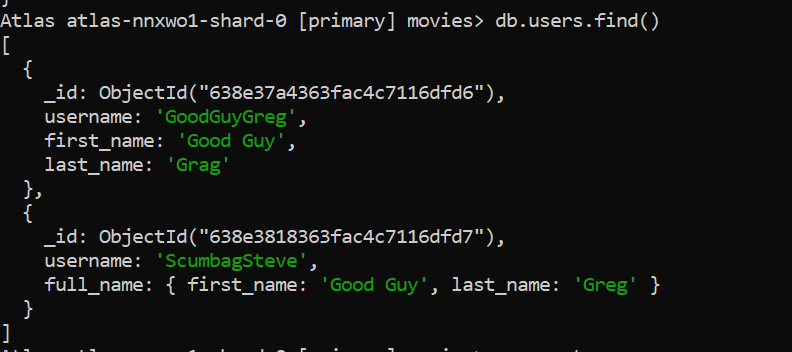 Atlas atlas-nnxwo1-shard-0 [primary] movies> db.users.find()
[
  {
    _id: ObjectId("638e37a4363fac4c7116dfd6"),
    username: 'GoodGuyGreg',
    first_name: 'Good Guy',
    last_name: 'Grag'
  },
  {
    _id: ObjectId("638e3818363fac4c7116dfd7"),
    username: 'ScumbagSteve',
    full_name: { first_name: 'Good Guy', last_name: 'Greg' }
  }
]